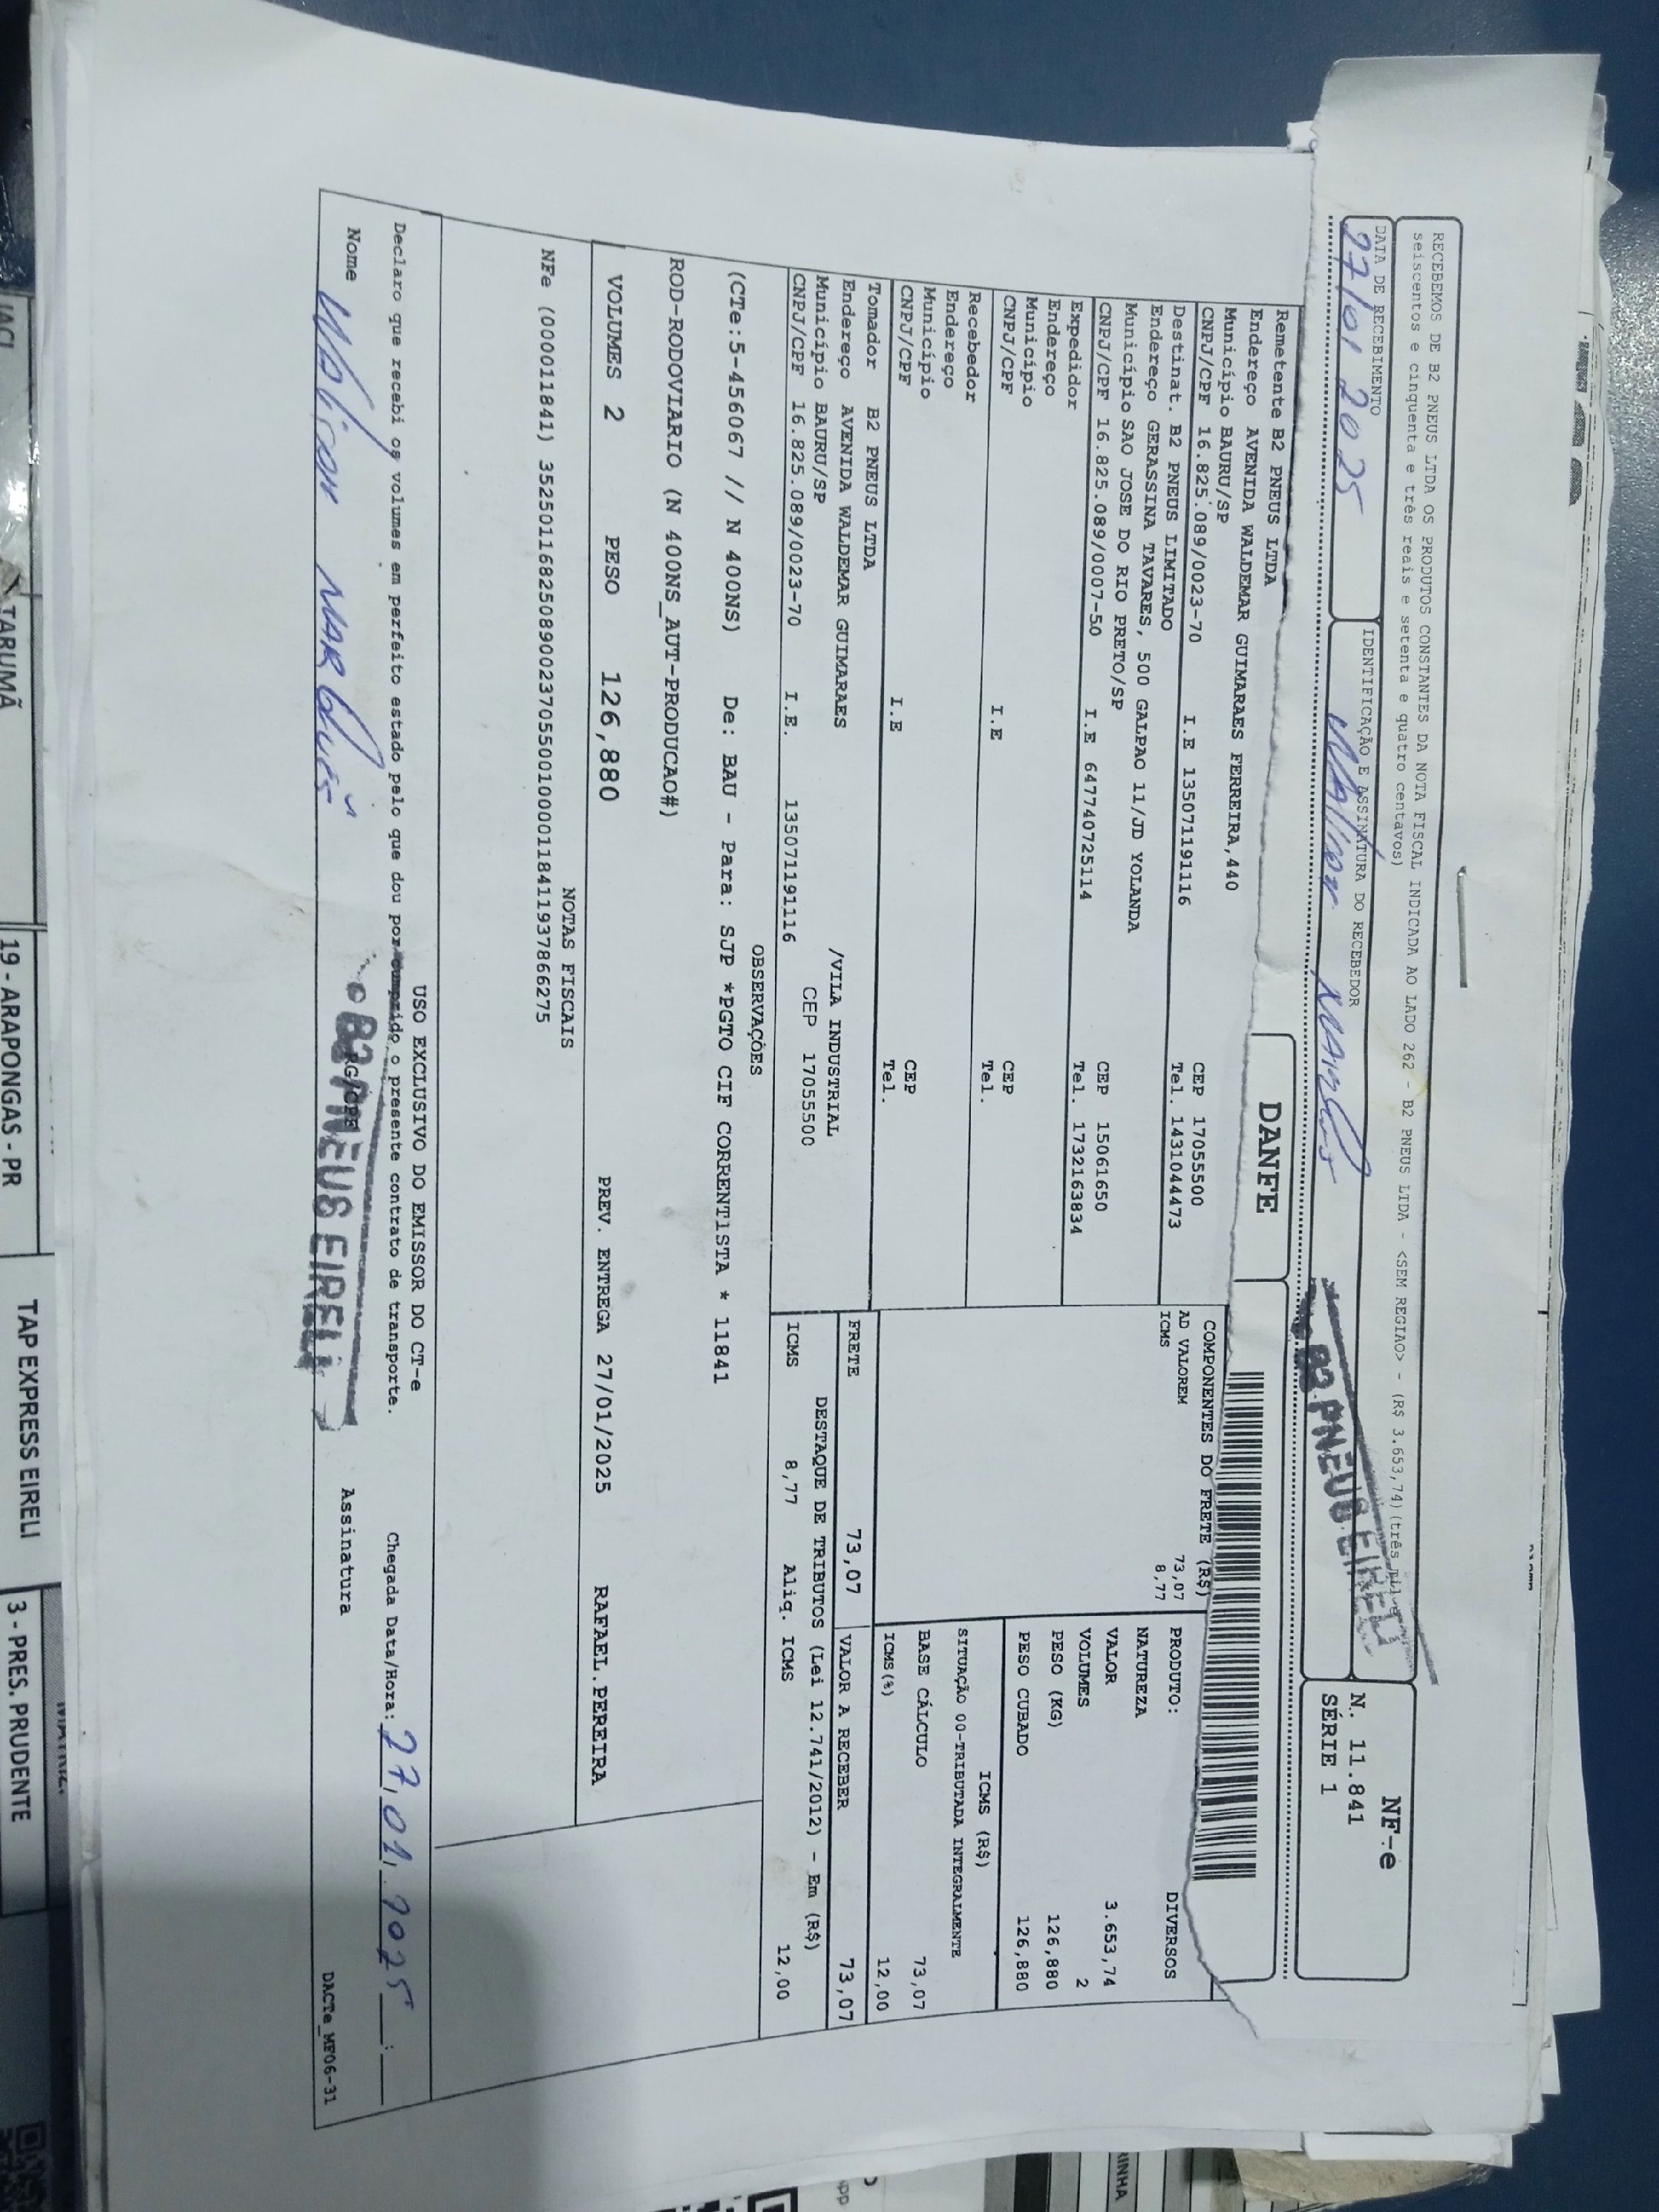 RECEBEMOS DE B2 PNEUS LTDA OS PRODUTOS CONSTANTES DA NOTA FISCAL INDICADA AO LADO 262 - B2 PNEUS LTDA - <SEM REGIAO> - (R$ 3.653,74)(três mil e
seiscentos e cinquenta e três reais e setenta e quatro centavos)
DATA DE RECEBIMENTO
27/01 2025
IDENTIFICAÇÃO E ASSINATURA DO RECEBEDOR
B2 PNEUS EIRELI
NF-e
N. 11.841
SÉRIE 1
DANFE
Remetente B2 PNEUS LTDA
Endereço AVENIDA WALDEMAR GUIMARAES FERREIRA,440
Município BAURU/SP CEP 17055500
CNPJ/CPF 16.825.089/0023-70 I.E 13507119​1116 Tel. 1431044473
Destinat. B2 PNEUS LIMITADO
Endereço GERASSINA TAVARES, 500 GALPAO 11/JD YOLANDA
Município SAO JOSE DO RIO PRETO/SP CEP 15061650
CNPJ/CPF 16.825.089/0007-50 I.E 647740725114 Tel. 1732163834
Expedidor
Endereço
Município CEP
CNPJ/CPF I.E Tel.
Recebedor
Endereço
Município CEP
CNPJ/CPF I.E Tel.
Tomador B2 PNEUS LTDA
Endereço AVENIDA WALDEMAR GUIMARAES /VILA INDUSTRIAL
Município BAURU/SP CEP 17055500
CNPJ/CPF 16.825.089/0023-70 I.E. 135071191116
COMPONENTES DO FRETE (R$)
AD VALOREM 73,07
ICMS 8,77
PRODUTO: DIVERSOS
NATUREZA
VALOR 3.653,74
VOLUMES 2
PESO (KG) 126,880
PESO CUBADO 126,880
ICMS (R$)
SITUAÇÃO 00-TRIBUTADA INTEGRALMENTE
BASE CÁLCULO 73,07
ICMS(%) 12,00
FRETE 73,07 VALOR A RECEBER 73,07
DESTAQUE DE TRIBUTOS (Lei 12.741/2012) - Em (R$)
ICMS 8,77 Aliq. ICMS 12,00
OBSERVAÇÕES
(CTe:5-456067 // N 400NS) De: BAU - Para: SJP *PGTO CIF CORRENTISTA * 11841
ROD-RODOVIARIO (N 400NS_AUT-PRODUCAO#)
VOLUMES 2 PESO 126,880 PREV. ENTREGA 27/01/2025 RAFAEL.PEREIRA
NOTAS FISCAIS
NFe (000011841) 35250116825089002370550010000118411937866275
USO EXCLUSIVO DO EMISSOR DO CT-e
Declaro que recebi os volumes em perfeito estado pelo que dou por cumprido, o presente contrato de transporte. Chegada Data/Hora: 27/01/2025 __:__
Nome RG/CPF Assinatura
B2 PNEUS EIRELI
DACTe_MF06-31
TARUMÃ
19 - ARAPONGAS - PR
TAP EXPRESS EIRELI
3 - PRES. PRUDENTE